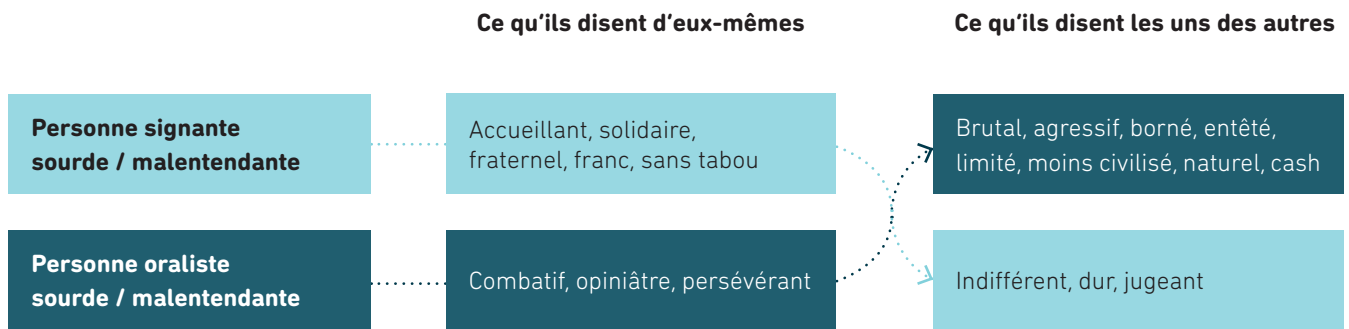 Ce qu’ils disent d’eux-mêmes
Ce qu’ils disent les uns des autres
Personne signante
sourde / malentendante
Accueillant, solidaire,
fraternel, franc, sans tabou
Brutal, agressif, borné, entêté,
limité, moins civilisé, naturel, cash
Personne oraliste
sourde / malentendante
Combatif, opiniâtre, persévérant
Indifférent, dur, jugeant